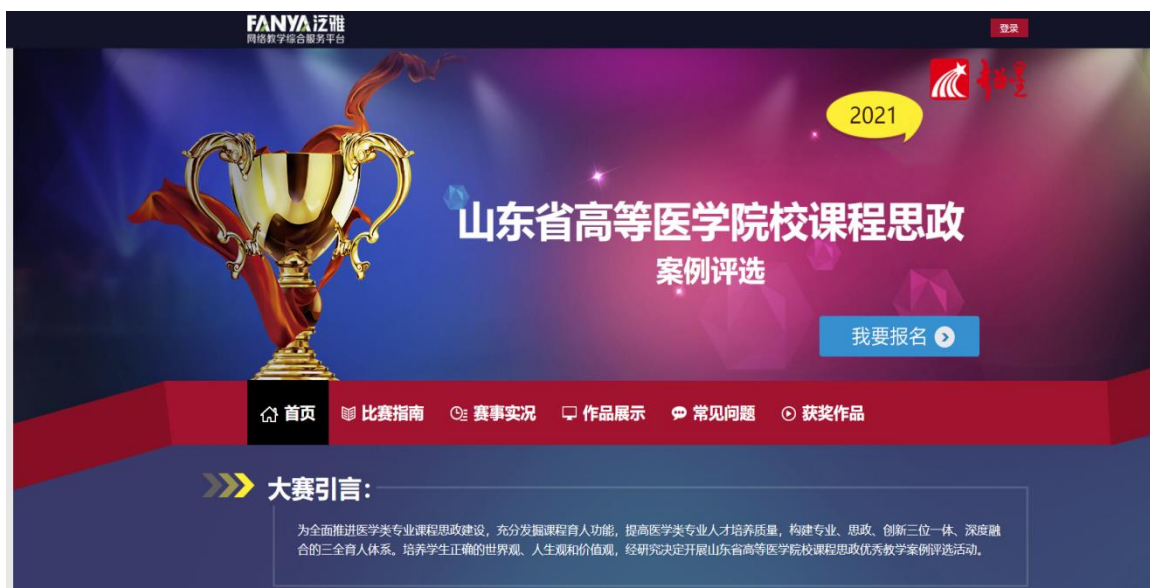 FANYA泛雅
网络教学综合服务平台
登录
超星
2021
山东省高等医学院校课程思政
案例评选
我要报名
首页
比赛指南
赛事实况
作品展示
常见问题
获奖作品
大赛引言：
为全面推进医学类专业课程思政建设，充分发掘课程育人功能，提高医学类专业人才培养质量，构建专业、思政、创新三位一体、深度融
合的三全育人体系。培养学生正确的世界观、人生观和价值观，经研究决定开展山东省高等医学院校课程思政优秀教学案例评选活动。